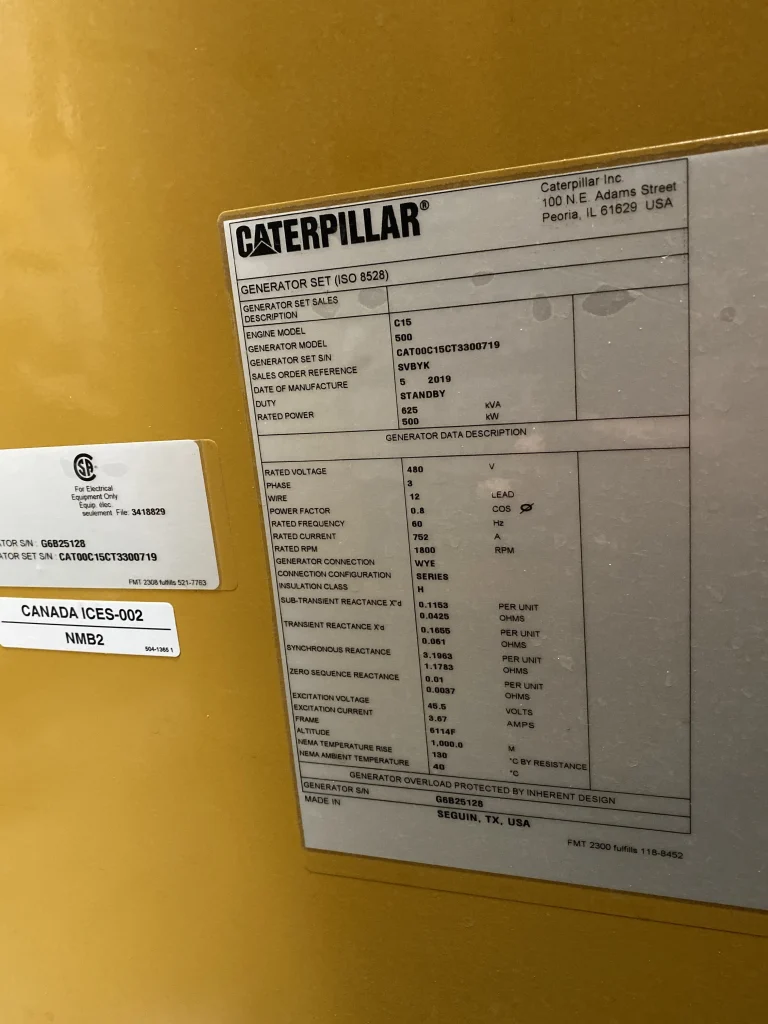 CATERPILLAR®
Caterpillar Inc.
100 N.E. Adams Street
Peoria, IL 61629 USA
GENERATOR SET (ISO 8528)
GENERATOR SET SALES
DESCRIPTION
ENGINE MODEL C15
GENERATOR MODEL 500
GENERATOR SET S/N CAT00C15CT3300719
SALES ORDER REFERENCE SVBYK
DATE OF MANUFACTURE 5 2019
DUTY STANDBY
RATED POWER 625 kVA
500 kW
GENERATOR DATA DESCRIPTION
RATED VOLTAGE 480 V
PHASE 3
WIRE 12 LEAD
POWER FACTOR 0.8 COS Ø
RATED FREQUENCY 60 Hz
RATED CURRENT 752 A
RATED RPM 1800 RPM
GENERATOR CONNECTION WYE
CONNECTION CONFIGURATION SERIES
INSULATION CLASS H
SUB-TRANSIENT REACTANCE X"d 0.1153 PER UNIT
0.0425 OHMS
TRANSIENT REACTANCE X'd 0.1655 PER UNIT
0.061 OHMS
SYNCHRONOUS REACTANCE 3.1963 PER UNIT
1.1783 OHMS
ZERO SEQUENCE REACTANCE 0.01 PER UNIT
0.0037 OHMS
EXCITATION VOLTAGE 45.5 VOLTS
EXCITATION CURRENT 3.67 AMPS
FRAME 6114F
ALTITUDE 1,000.0 M
NEMA TEMPERATURE RISE 130 °C BY RESISTANCE
NEMA AMBIENT TEMPERATURE 40 °C
GENERATOR OVERLOAD PROTECTED BY INHERENT DESIGN
GENERATOR S/N G6B25128
MADE IN SEGUIN, TX, USA
FMT 2300 fulfills 118-8452
CSA
For Electrical
Equipment Only
Équip. élec.
seulement File: 3418829
TOR S/N: G6B25128
ATOR SET S/N: CAT00C15CT3300719
FMT 2308 fulfills 521-7763
CANADA ICES-002
NMB2
504-1365 1